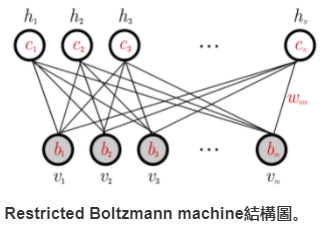 h₁ h₂ h₃ hₙ
c₁ c₂ c₃ ··· cₙ
wₙₘ
b₁ b₂ b₃ ··· bₘ
v₁ v₂ v₃ vₘ
Restricted Boltzmann machine結構圖。